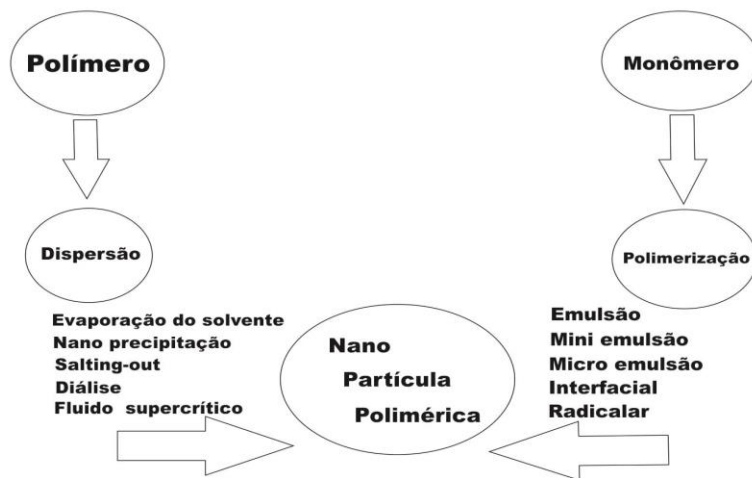 Polímero
Monômero
Dispersão
Polimerização
Evaporação do solvente
Nano precipitação
Salting-out
Diálise
Fluido supercrítico
Nano
Partícula
Polimérica
Emulsão
Mini emulsão
Micro emulsão
Interfacial
Radicalar